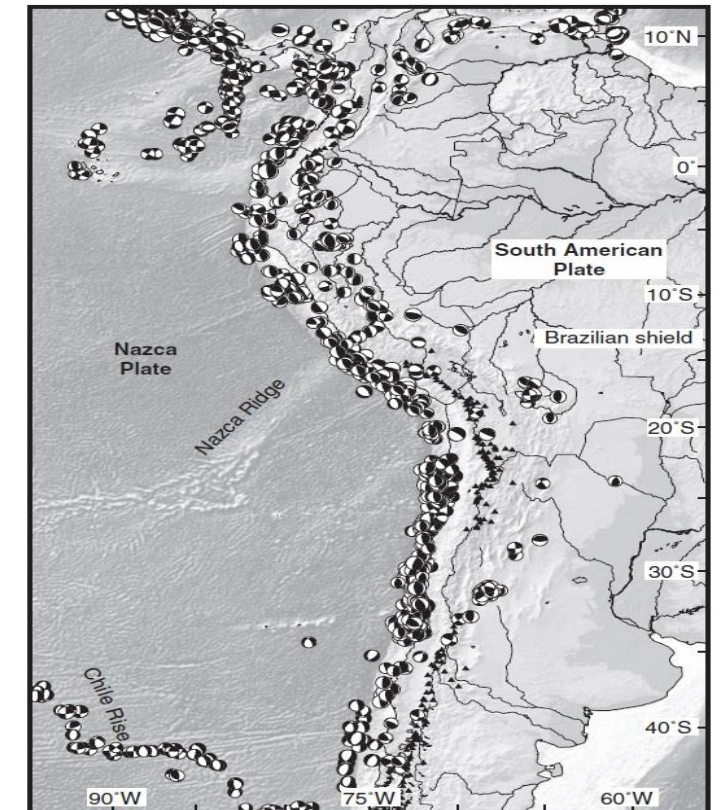 10˚N
0˚
South American
Plate
10˚S
Brazilian shield
Nazca
Plate
Nazca Ridge
20˚S
30˚S
Chile Rise
40˚S
90˚W
75˚W
60˚W